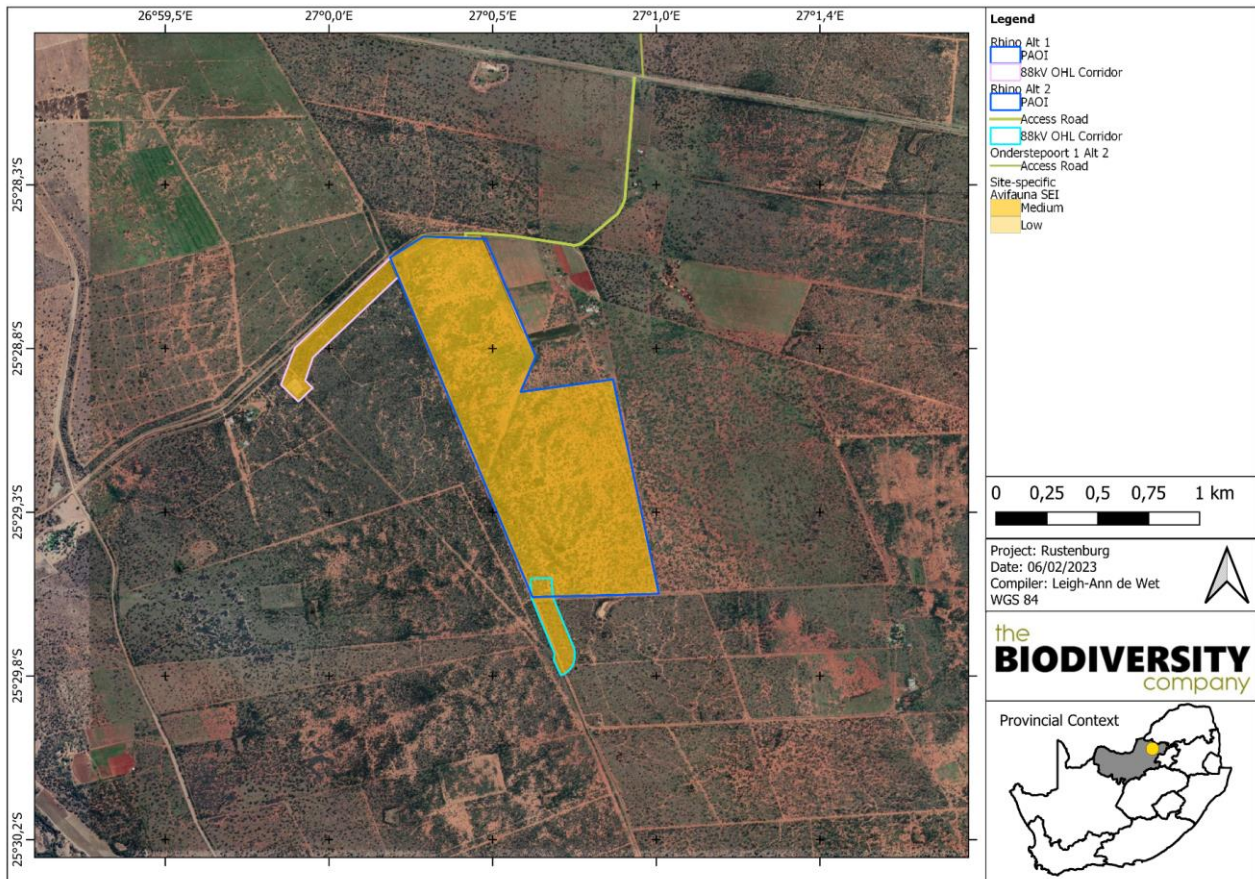 26°59,5'E 27°0,0'E 27°0,5'E 27°1,0'E 27°1,4'E
25°28,3'S
25°28,8'S
25°29,3'S
25°29,8'S
25°30,2'S
Legend
Rhino Alt 1
PAOI
88kV OHL Corridor
Rhino Alt 2
PAOI
Access Road
88kV OHL Corridor
Onderstepoort 1 Alt 2
Access Road
Site-specific
Avifauna SEI
Medium
Low
0 0,25 0,5 0,75 1 km
Project: Rustenburg
Date: 06/02/2023
Compiler: Leigh-Ann de Wet
WGS 84
the
BIODIVERSITY
company
Provincial Context